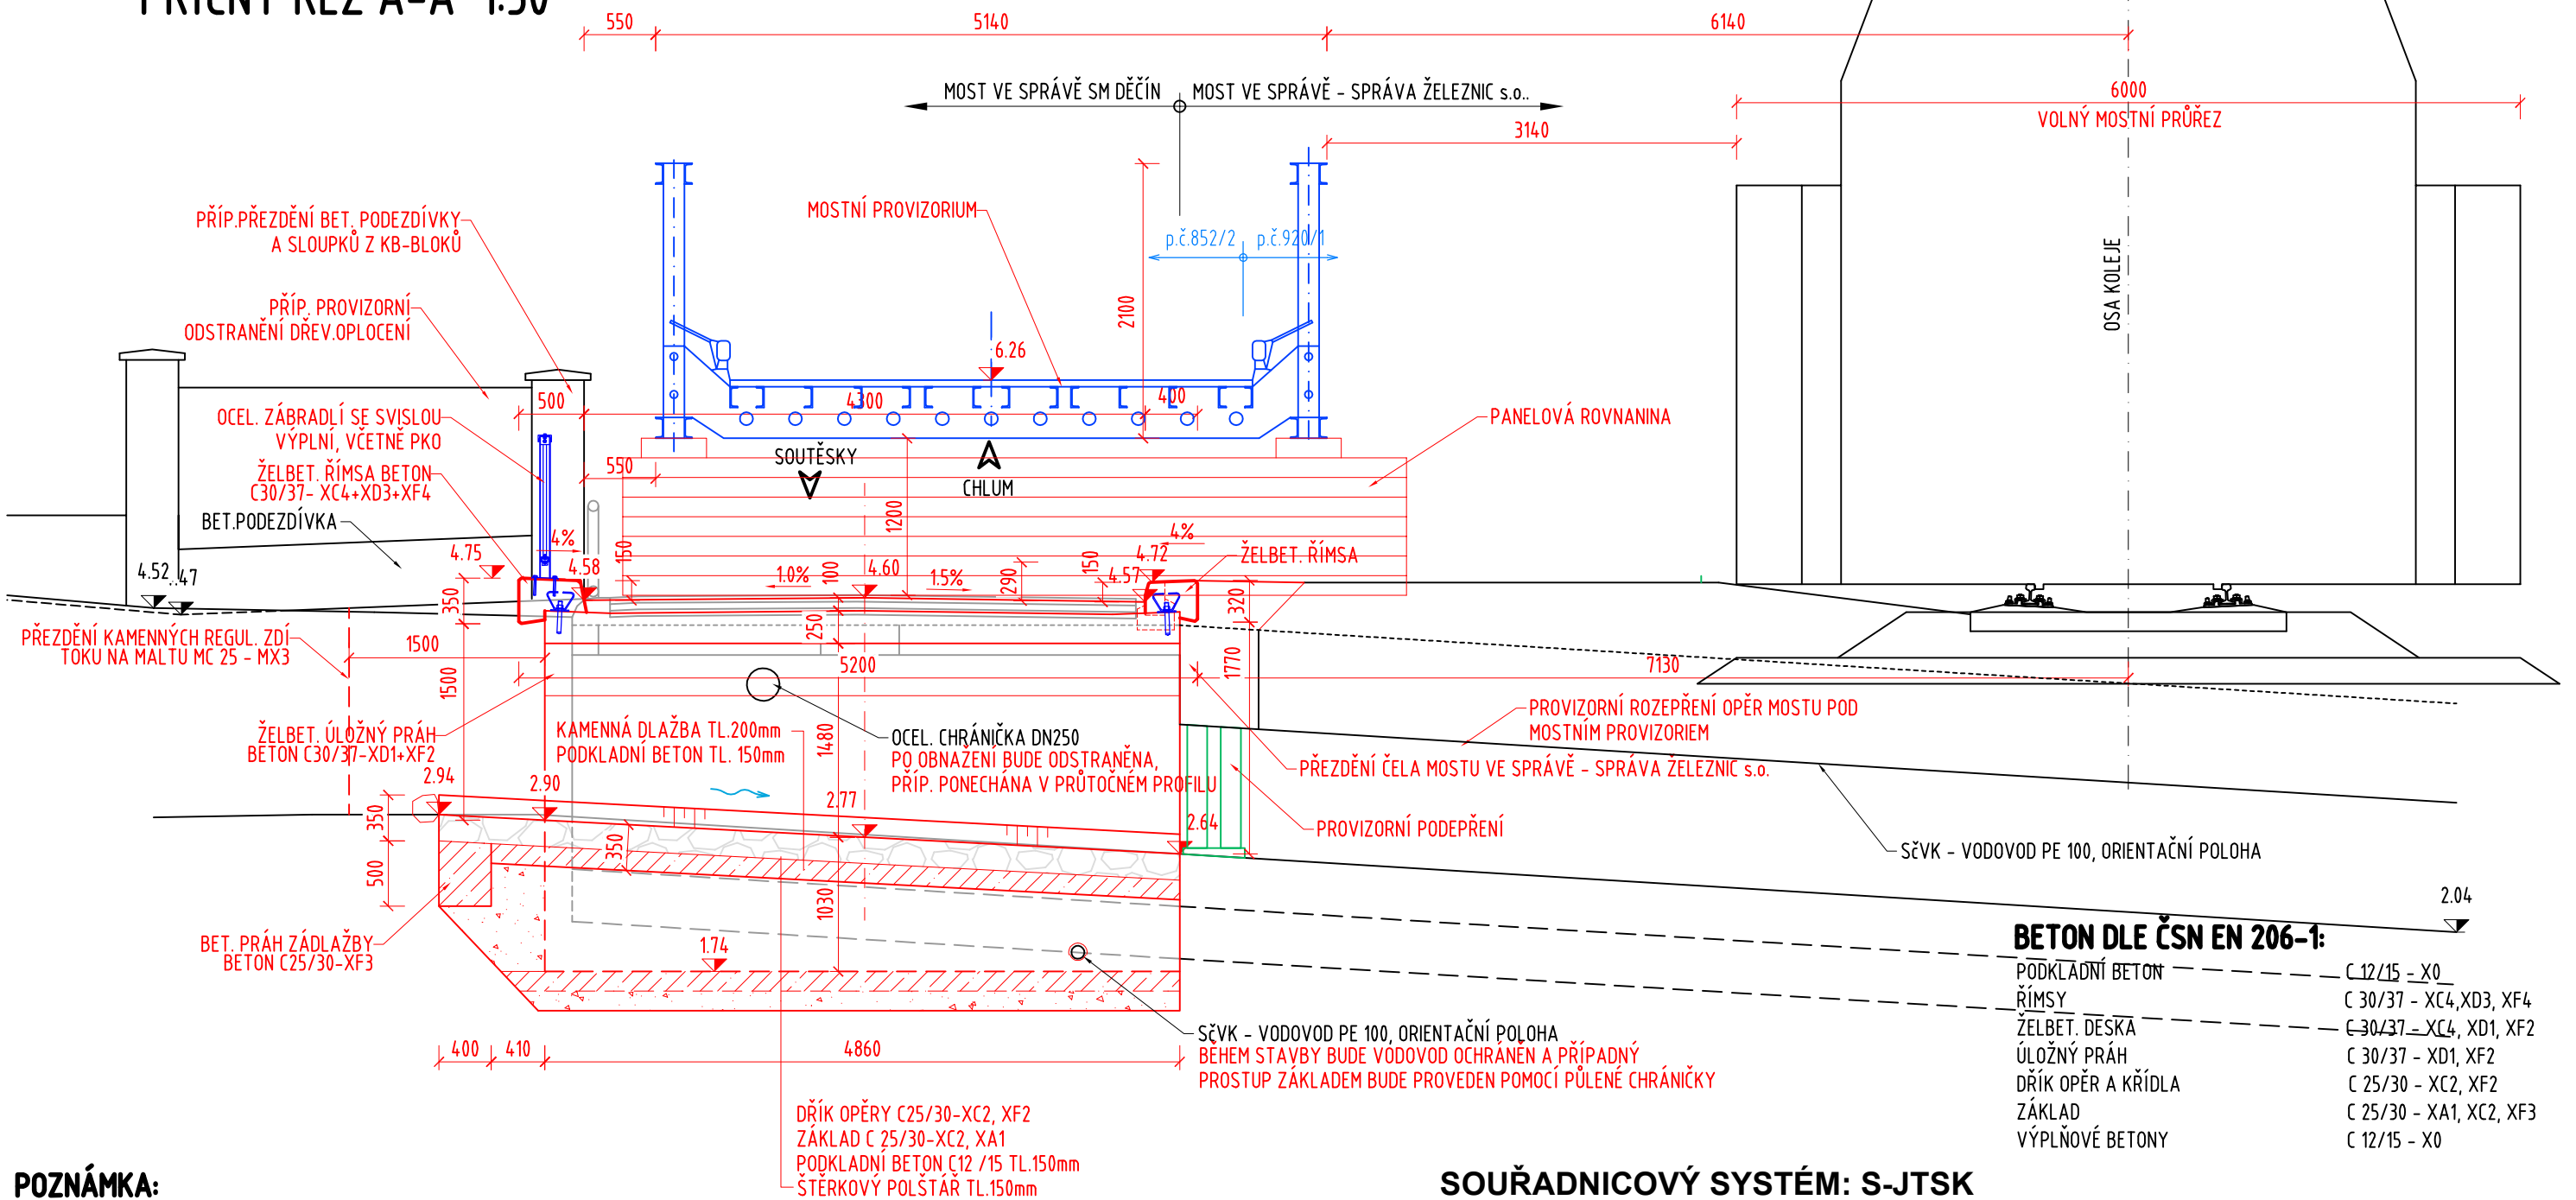 PŘÍČNÝ ŘEZ A-A 1:50
550
5140
6140
MOST VE SPRÁVĚ SM DĚČÍN
MOST VE SPRÁVĚ - SPRÁVA ŽELEZNIC s.o..
6000
VOLNÝ MOSTNÍ PRŮŘEZ
3140
PŘÍP.PŘEZDĚNÍ BET. PODEZDÍVKY
A SLOUPKŮ Z KB-BLOKŮ
MOSTNÍ PROVIZORIUM
p.č.852/2
p.č.920/1
OSA KOLEJE
2100
PŘÍP. PROVIZORNÍ
ODSTRANĚNÍ DŘEV.OPLOCENÍ
6.26
500
4300
400
OCEL. ZÁBRADLÍ SE SVISLOU
VÝPLNÍ, VČETNĚ PKO
PANELOVÁ ROVNANINA
SOUTĚSKY
CHLUM
550
ŽELBET. ŘÍMSA BETON
C30/37- XC4+XD3+XF4
BET.PODEZDÍVKA
1200
4%
150
4%
4.75
4.58
1.0%
100
4.60
1.5%
290
150
4.72
4.57
ŽELBET. ŘÍMSA
4.52
.47
350
320
250
PŘEZDĚNÍ KAMENNÝCH REGUL. ZDÍ
TOKU NA MALTU MC 25 - MX3
1500
1500
5200
1770
7130
ŽELBET. ÚLOŽNÝ PRÁH
BETON C30/37-XD1+XF2
KAMENNÁ DLAŽBA TL.200mm
PODKLADNÍ BETON TL. 150mm
1480
OCEL. CHRÁNIČKA DN250
PO OBNAŽENÍ BUDE ODSTRANĚNA,
PŘÍP. PONECHÁNA V PRŮTOČNÉM PROFILU
PROVIZORNÍ ROZEPŘENÍ OPĚR MOSTU POD
MOSTNÍM PROVIZORIEM
PŘEZDĚNÍ ČELA MOSTU VE SPRÁVĚ - SPRÁVA ŽELEZNIC s.o.
2.94
2.90
2.77
2.64
350
350
PROVIZORNÍ PODEPŘENÍ
SčVK - VODOVOD PE 100, ORIENTAČNÍ POLOHA
500
1030
2.04
BET. PRÁH ZÁDLAŽBY
BETON C25/30-XF3
1.74
BETON DLE ČSN EN 206-1:
PODKLADNÍ BETON C 12/15 - X0
ŘÍMSY C 30/37 - XC4,XD3, XF4
ŽELBET. DESKA C 30/37 - XC4, XD1, XF2
ÚLOŽNÝ PRÁH C 30/37 - XD1, XF2
DŘÍK OPĚR A KŘÍDLA C 25/30 - XC2, XF2
ZÁKLAD C 25/30 - XA1, XC2, XF3
VÝPLŇOVÉ BETONY C 12/15 - X0
400
410
4860
SčVK - VODOVOD PE 100, ORIENTAČNÍ POLOHA
BĚHEM STAVBY BUDE VODOVOD OCHRÁNĚN A PŘÍPADNÝ
PROSTUP ZÁKLADEM BUDE PROVEDEN POMOCÍ PŮLENÉ CHRÁNIČKY
DŘÍK OPĚRY C25/30-XC2, XF2
ZÁKLAD C 25/30-XC2, XA1
PODKLADNÍ BETON C12 /15 TL.150mm
ŠTĚRKOVÝ POLŠTÁŘ TL.150mm
POZNÁMKA:
SOUŘADNICOVÝ SYSTÉM: S-JTSK